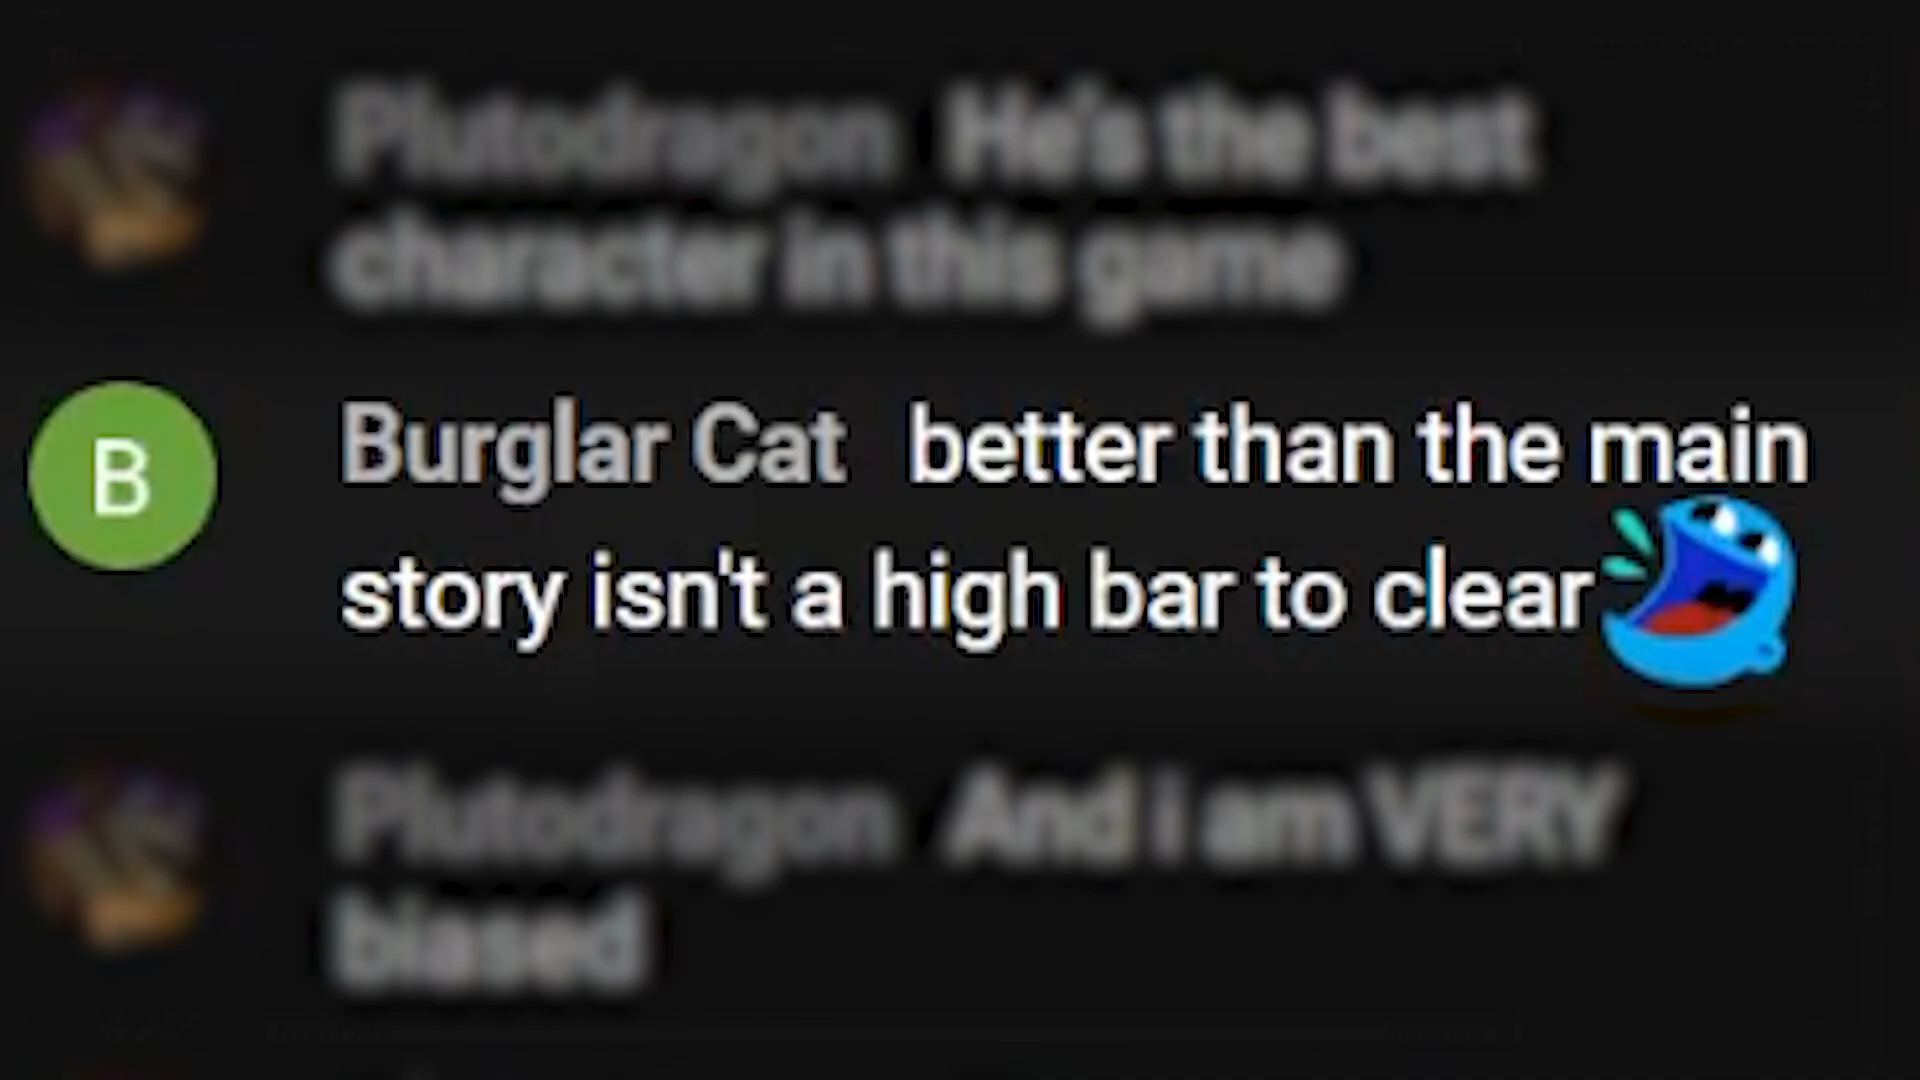 Plutodragon He's the best
character in this game
B
Burglar Cat better than the main
story isn't a high bar to clear
Plutodragon And i am VERY
biased